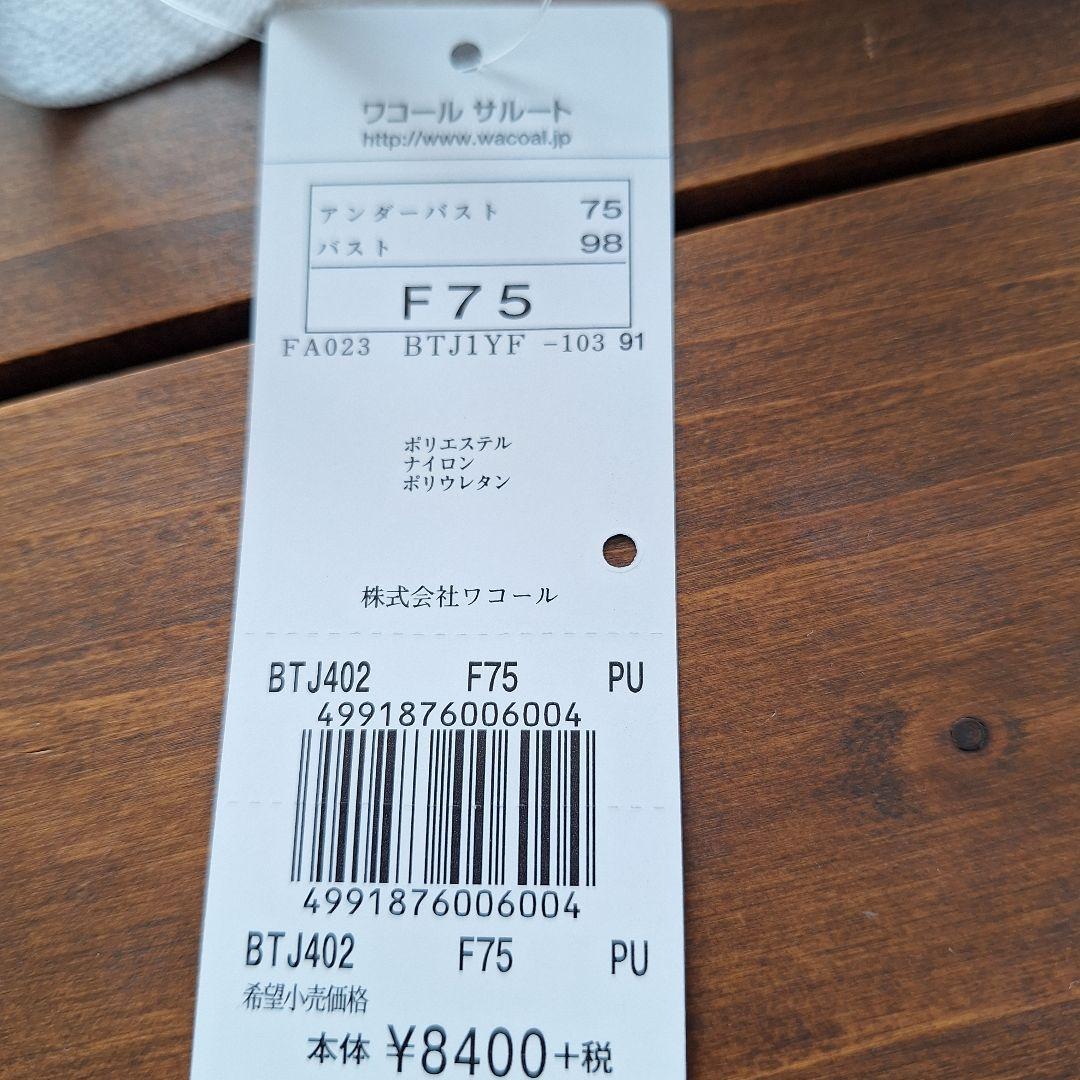 ワコール サルート
http://www.wacoal.jp
アンダーバスト 75
バスト 98
F75
FA023 BTJ1YF -103 91
ポリエステル
ナイロン
ポリウレタン
株式会社ワコール
BTJ402 F75 PU
4991876006004
4991876006004
BTJ402 F75 PU
希望小売価格
本体 ¥8400+税